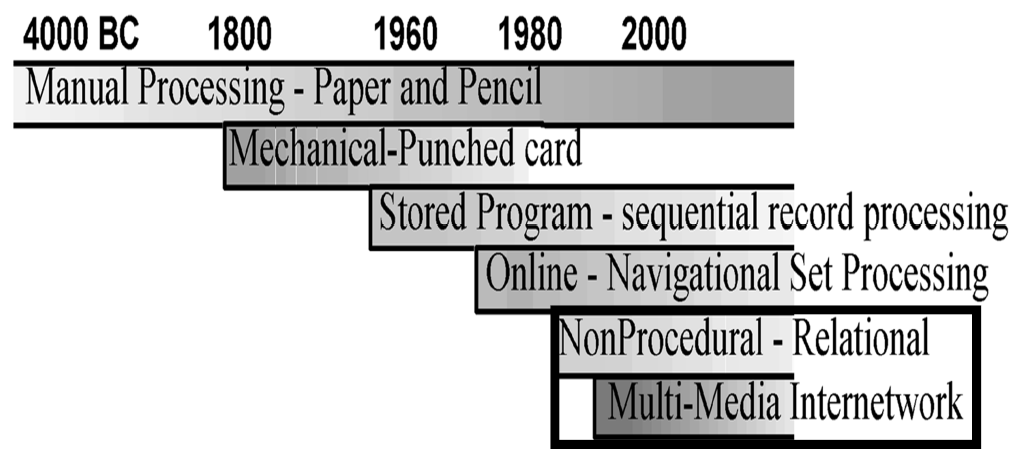 4000 BC 1800 1960 1980 2000
Manual Processing - Paper and Pencil
Mechanical-Punched card
Stored Program - sequential record processing
Online - Navigational Set Processing
NonProcedural - Relational
Multi-Media Internetwork